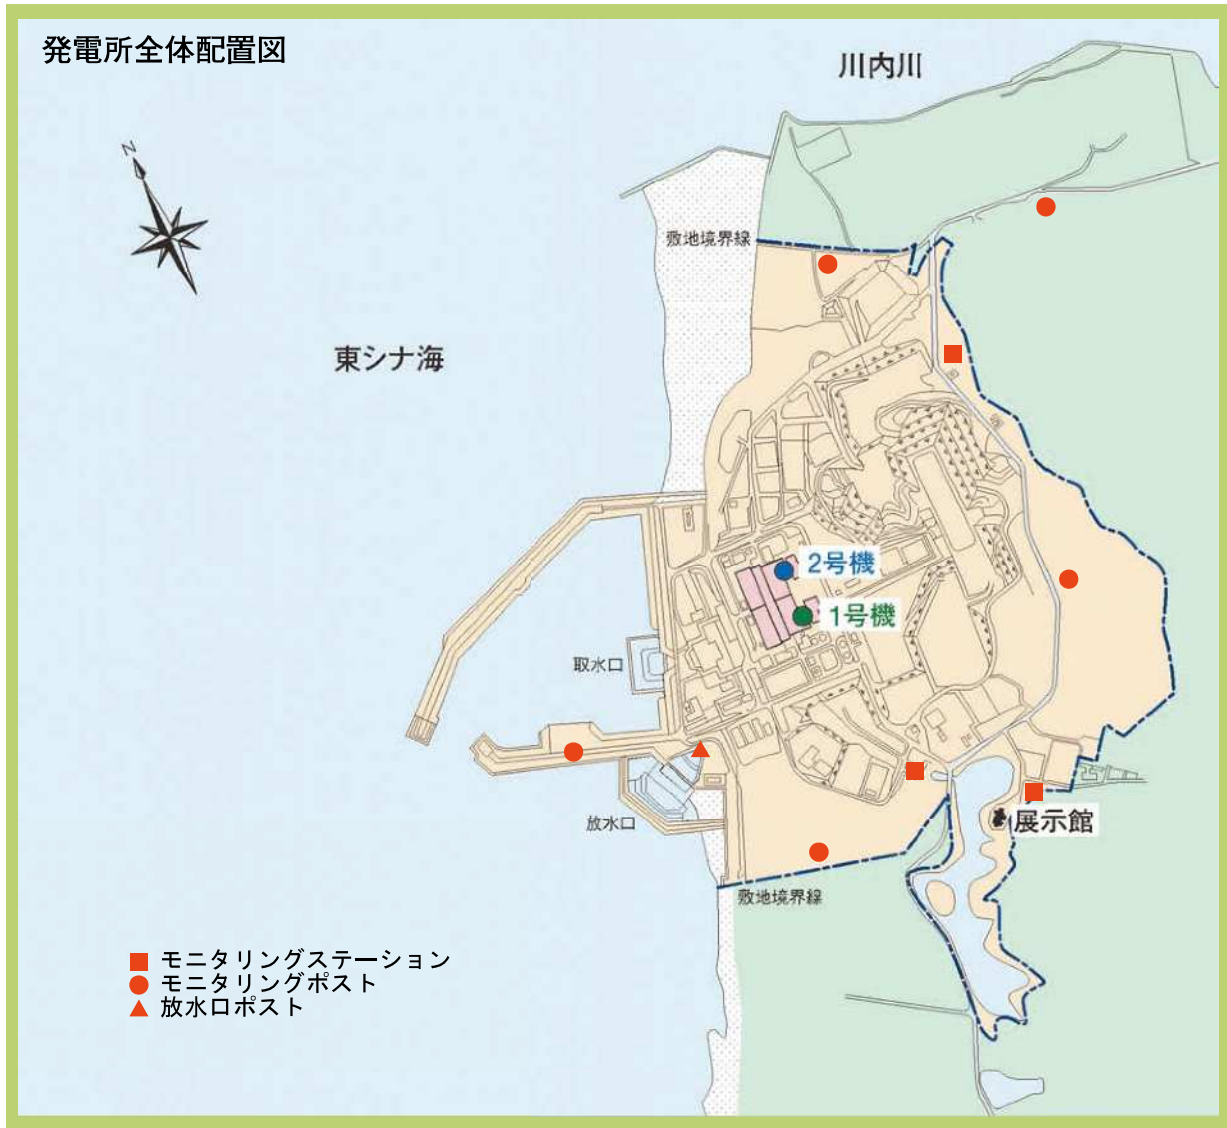 発電所全体配置図
川内川
N
敷地境界線
東シナ海
2号機
1号機
取水口
放水口
展示館
敷地境界線
モニタリングステーション
モニタリングポスト
放水口ポスト